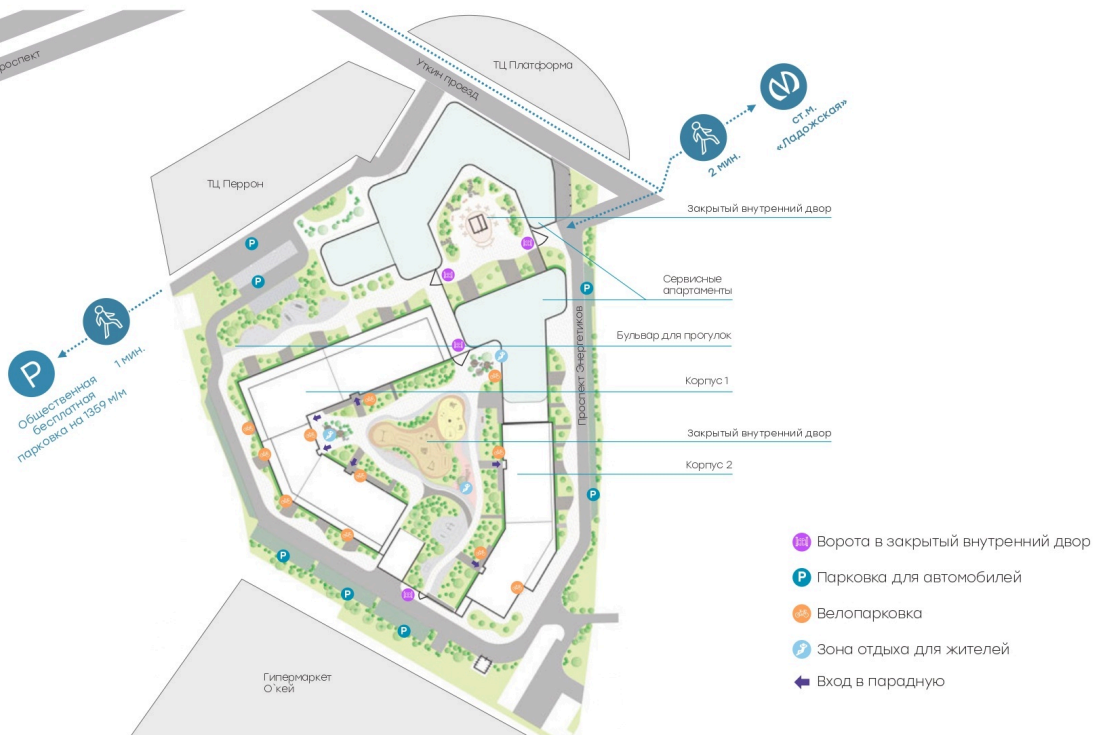 роспект
Уткин проезд
ТЦ Платформа
ст.м.
«Ладожская»
2 мин.
ТЦ Перрон
Закрытый внутренний двор
Сервисные
апартаменты
Бульвар для прогулок
Проспект Энергетиков
Корпус 1
Закрытый внутренний двор
Корпус 2
1 мин.
P
Общественная
бесплатная
парковка на 1359 м/м
P
P
P
P
P
P
P
Гипермаркет
О`кей
Ворота в закрытый внутренний двор
P Парковка для автомобилей
Велопарковка
Зона отдыха для жителей
Вход в парадную